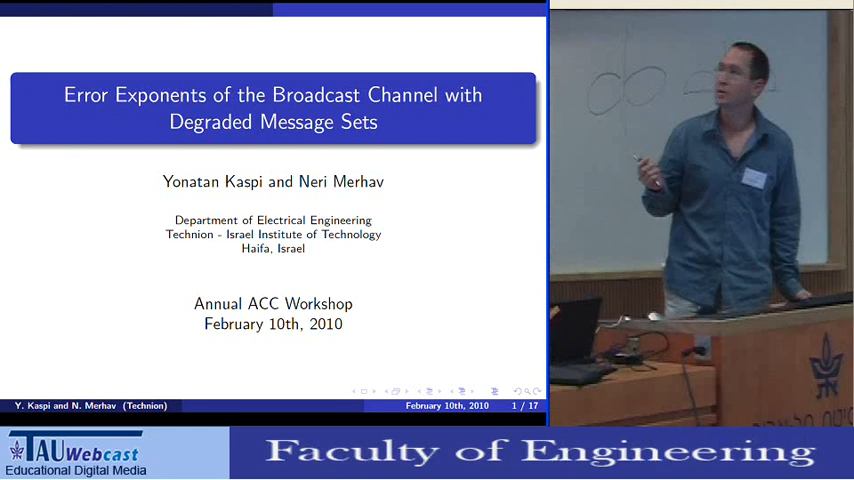 Error Exponents of the Broadcast Channel with
Degraded Message Sets
Yonatan Kaspi and Neri Merhav
Department of Electrical Engineering
Technion - Israel Institute of Technology
Haifa, Israel
Annual ACC Workshop
February 10th, 2010
Y. Kaspi and N. Merhav (Technion)
February 10th, 2010
1 / 17
TAU Webcast
Educational Digital Media
Faculty of Engineering